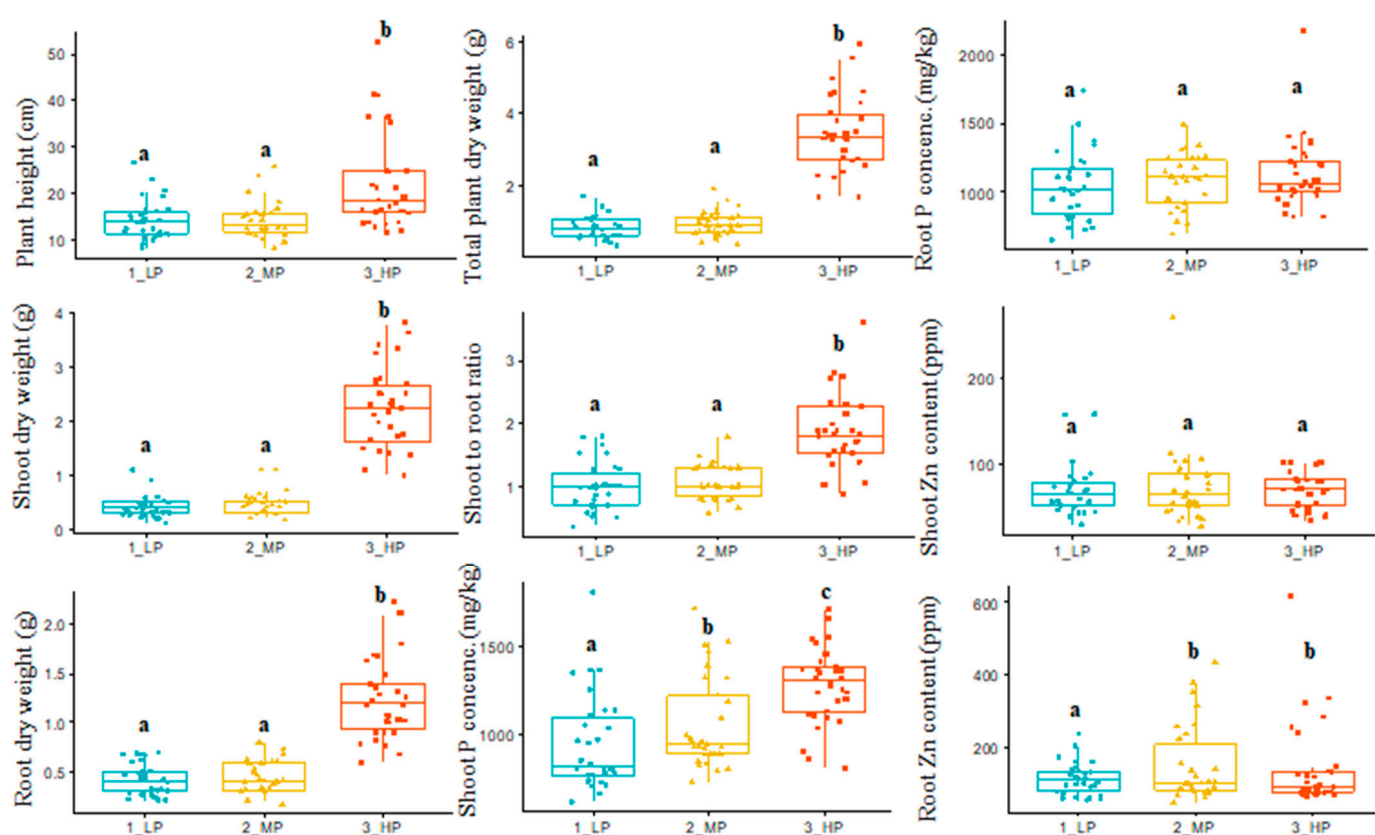 Plant height (cm)
50
40
30
20
10
a
a
b
1_LP
2_MP
3_HP
Total plant dry weight (g)
6
4
2
a
a
b
1_LP
2_MP
3_HP
Root P concenc.(mg/kg)
2000
1500
1000
a
a
a
1_LP
2_MP
3_HP
Shoot dry weight (g)
4
3
2
1
0
a
a
b
1_LP
2_MP
3_HP
Shoot to root ratio
3
2
1
a
a
b
1_LP
2_MP
3_HP
Shoot Zn content(ppm)
200
100
a
a
a
1_LP
2_MP
3_HP
Root dry weight (g)
2.0
1.5
1.0
0.5
a
a
b
1_LP
2_MP
3_HP
Shoot P concenc.(mg/kg)
1500
1000
a
b
c
1_LP
2_MP
3_HP
Root Zn content(ppm)
600
400
200
a
b
b
1_LP
2_MP
3_HP